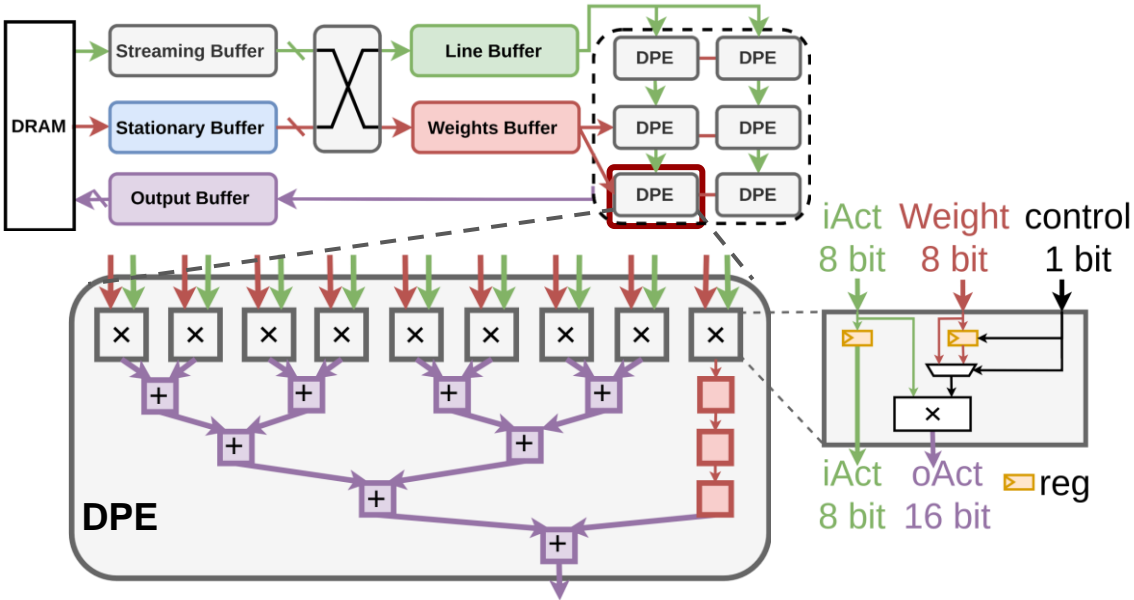 Streaming Buffer
Line Buffer
DPE
DPE
DRAM
Stationary Buffer
Weights Buffer
DPE
DPE
Output Buffer
DPE
DPE
iAct
8 bit
Weight
8 bit
control
1 bit
× × × × × × × × ×
+ + + +
+ +
+
+
DPE
×
iAct
8 bit
oAct
16 bit
reg